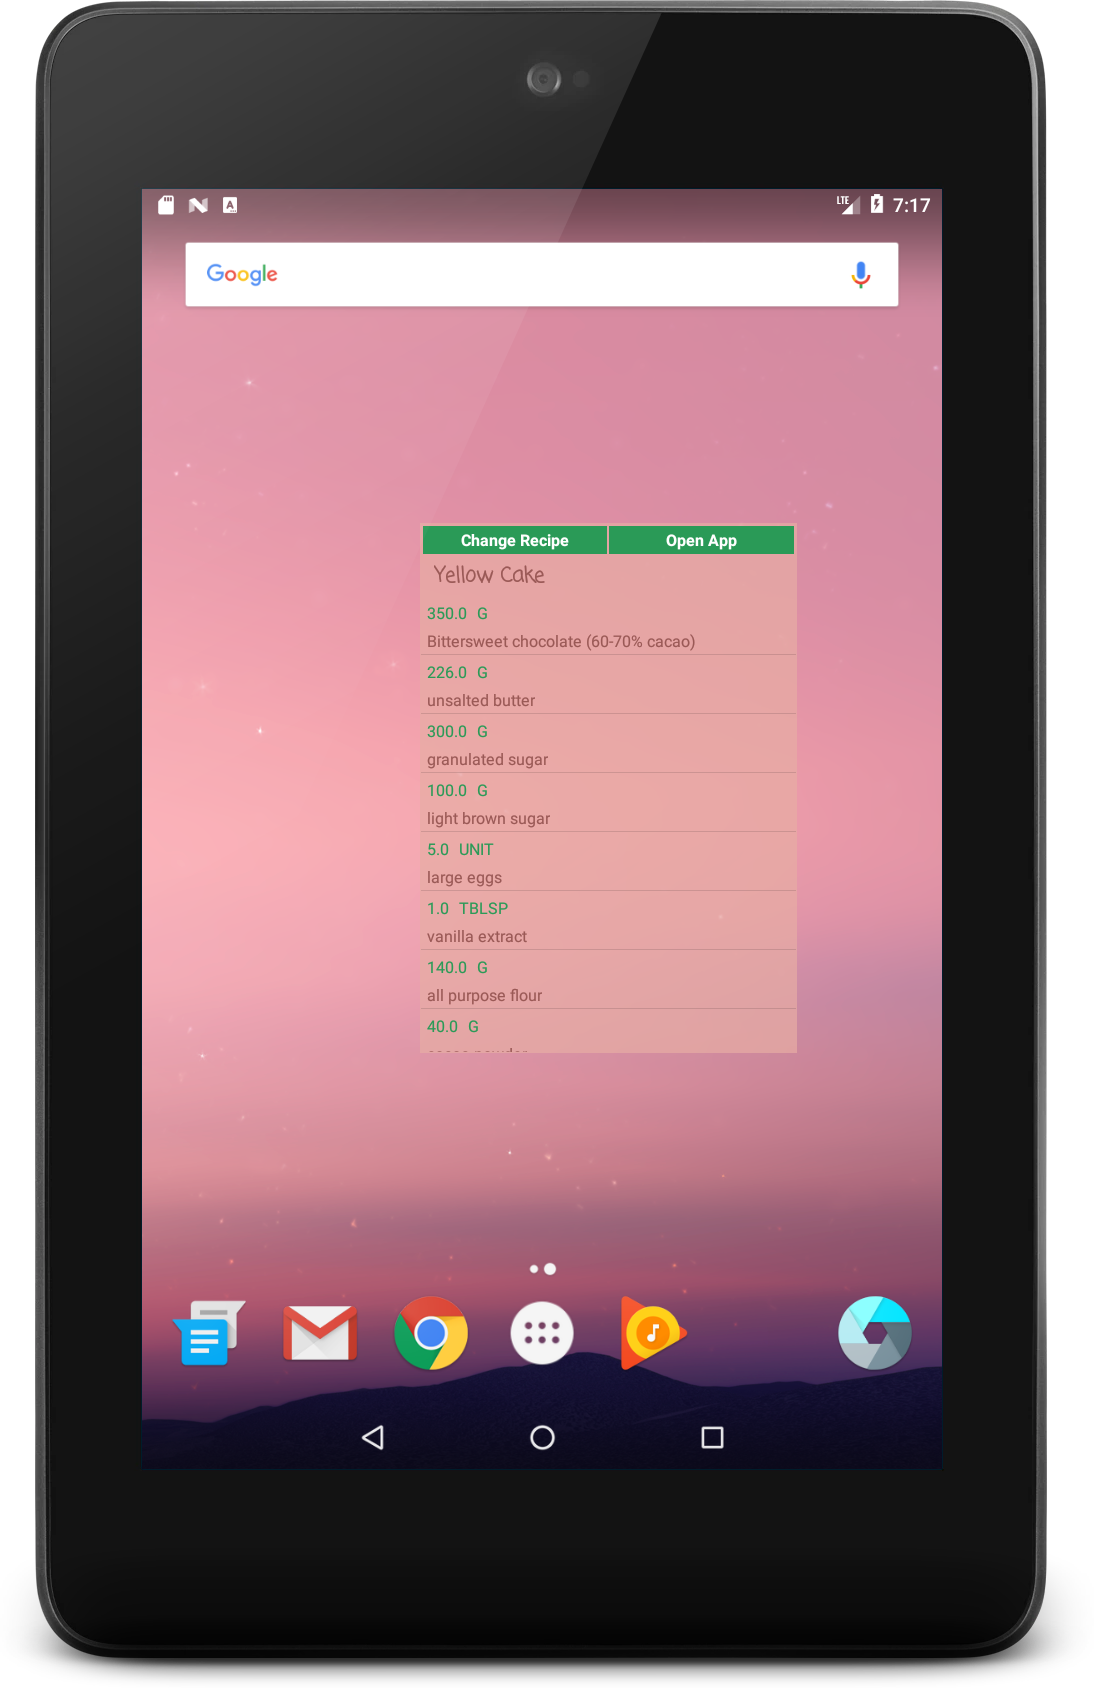 LTE 7:17
Google
Change Recipe Open App
Yellow Cake
350.0 G
Bittersweet chocolate (60-70% cacao)
226.0 G
unsalted butter
300.0 G
granulated sugar
100.0 G
light brown sugar
5.0 UNIT
large eggs
1.0 TBLSP
vanilla extract
140.0 G
all purpose flour
40.0 G